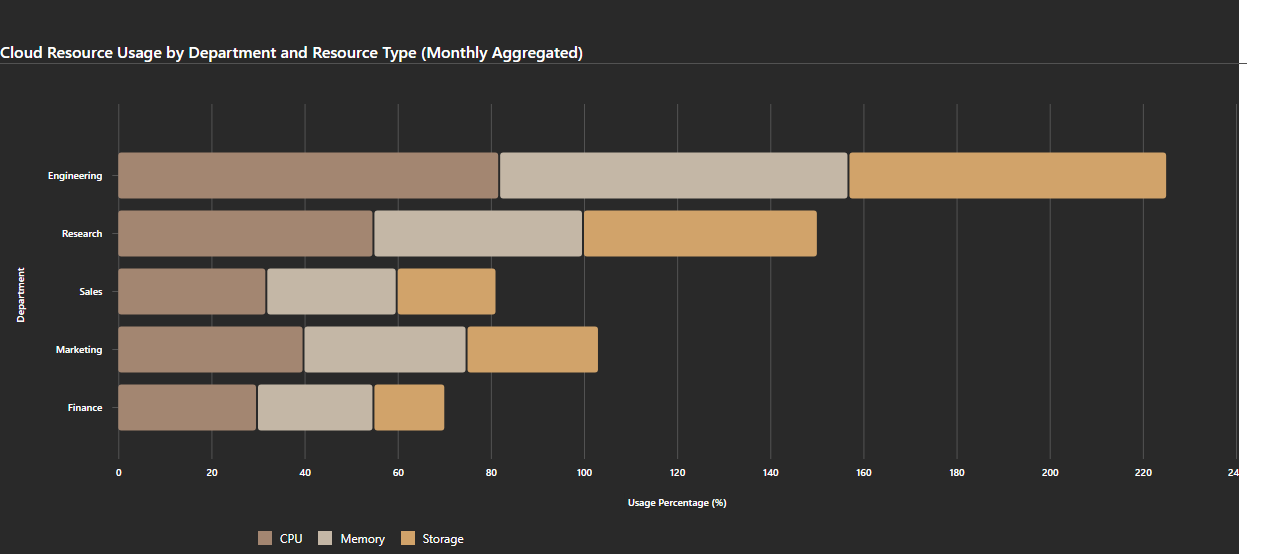 Cloud Resource Usage by Department and Resource Type (Monthly Aggregated)
Engineering
Research
Sales
Marketing
Finance
Department
0 20 40 60 80 100 120 140 160 180 200 220 24
Usage Percentage (%)
CPU Memory Storage